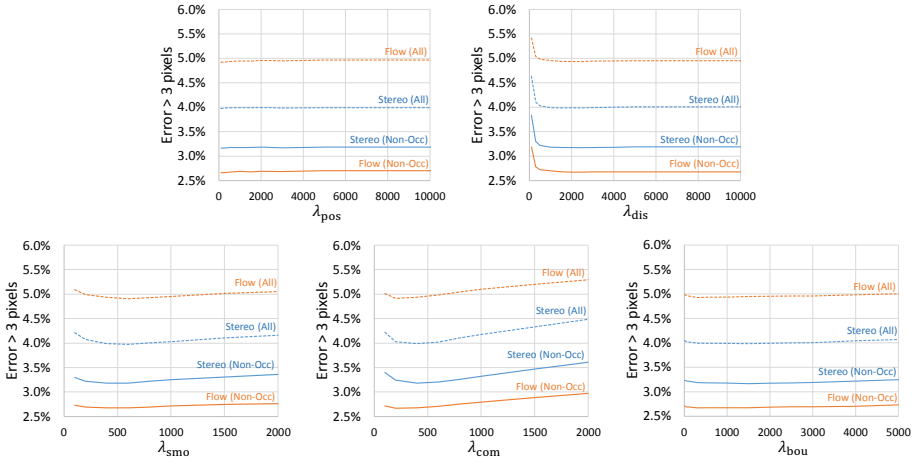 6.0%
5.5%
5.0%
4.5%
4.0%
3.5%
3.0%
2.5%
Error > 3 pixels
Flow (All)
Stereo (All)
Stereo (Non-Occ)
Flow (Non-Occ)
0 2000 4000 6000 8000 10000
λpos
6.0%
5.5%
5.0%
4.5%
4.0%
3.5%
3.0%
2.5%
Error > 3 pixels
Flow (All)
Stereo (All)
Stereo (Non-Occ)
Flow (Non-Occ)
0 2000 4000 6000 8000 10000
λdis
6.0%
5.5%
5.0%
4.5%
4.0%
3.5%
3.0%
2.5%
Error > 3 pixels
Flow (All)
Stereo (All)
Stereo (Non-Occ)
Flow (Non-Occ)
0 500 1000 1500 2000
λsmo
6.0%
5.5%
5.0%
4.5%
4.0%
3.5%
3.0%
2.5%
Error > 3 pixels
Flow (All)
Stereo (All)
Stereo (Non-Occ)
Flow (Non-Occ)
0 500 1000 1500 2000
λcom
6.0%
5.5%
5.0%
4.5%
4.0%
3.5%
3.0%
2.5%
Error > 3 pixels
Flow (All)
Stereo (All)
Stereo (Non-Occ)
Flow (Non-Occ)
0 1000 2000 3000 4000 5000
λbou